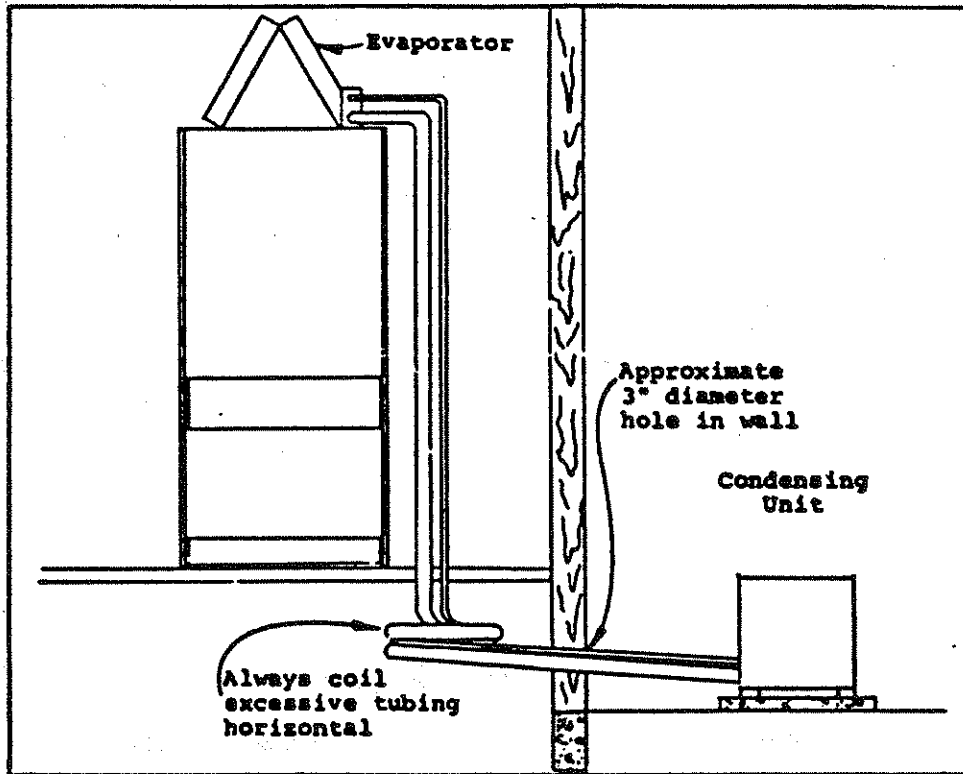 Evaporator
Approximate
3" diameter
hole in wall
Condensing
Unit
Always coil
excessive tubing
horizontal